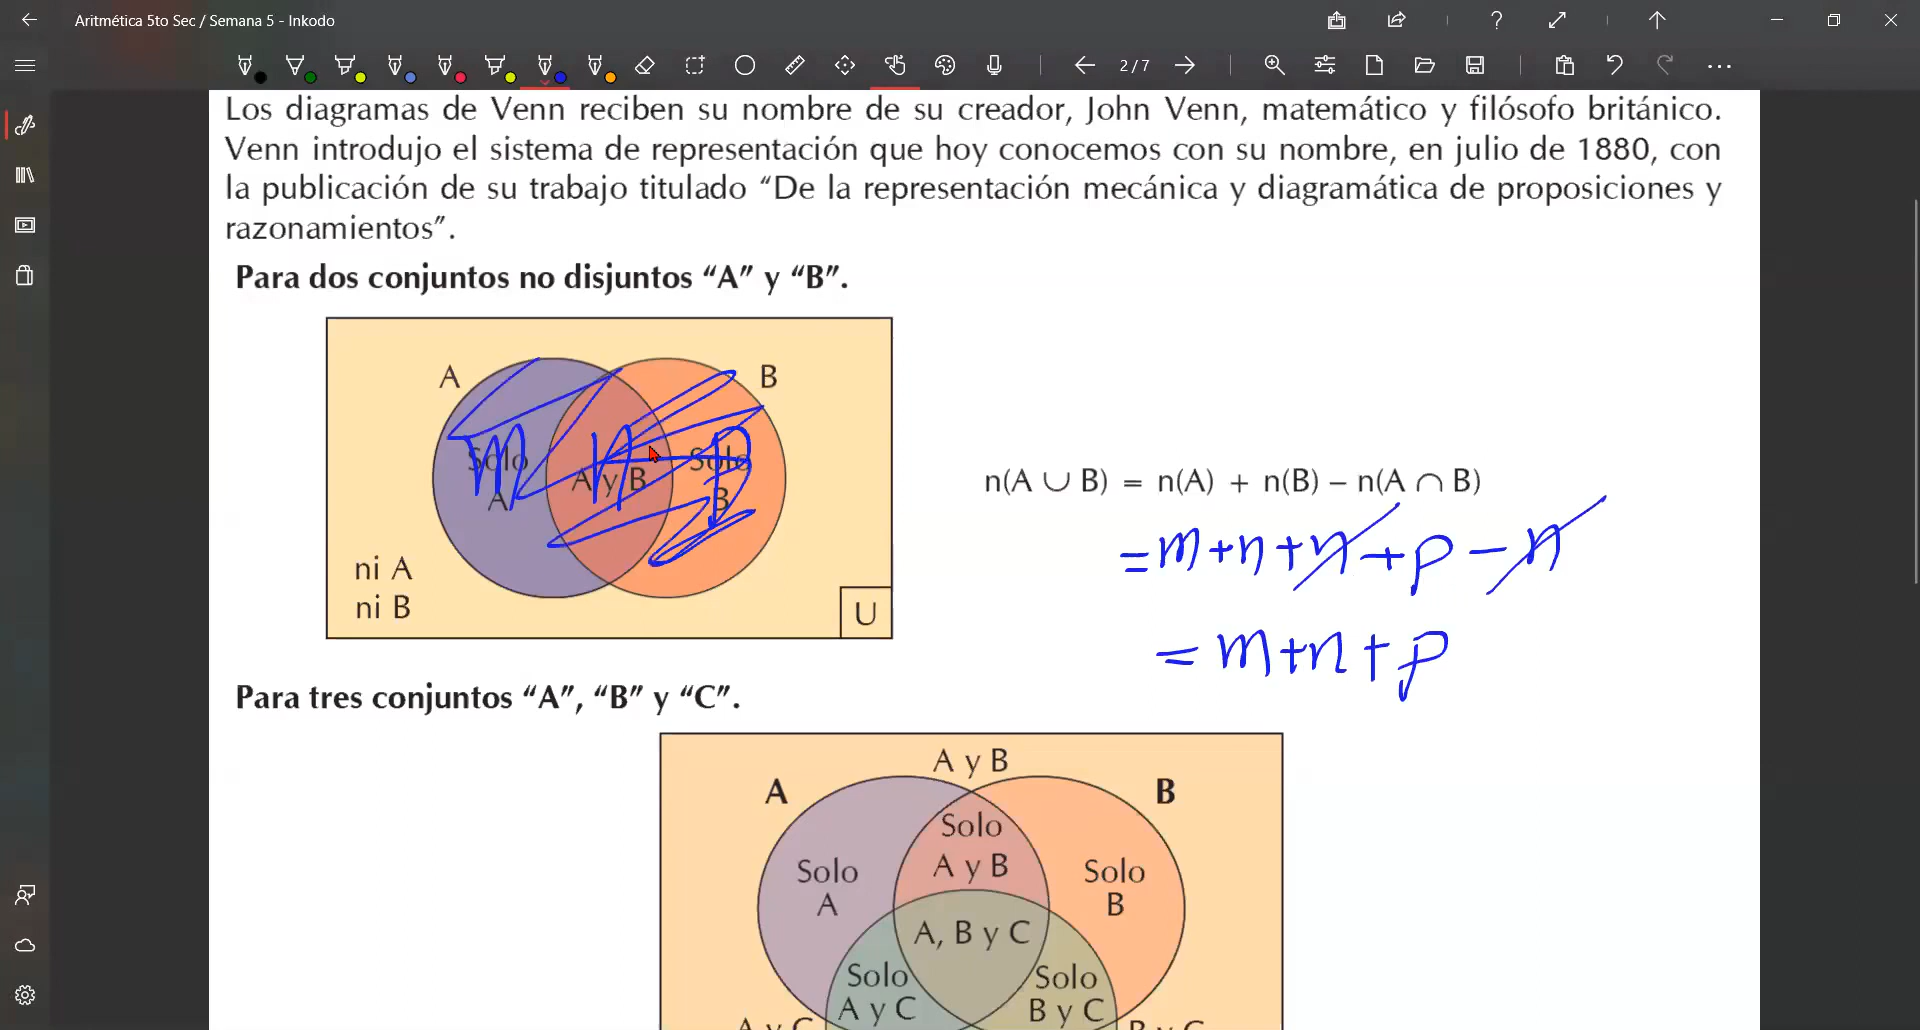 Aritmética 5to Sec / Semana 5 - Inkodo
2 / 7
Los diagramas de Venn reciben su nombre de su creador, John Venn, matemático y filósofo británico.
Venn introdujo el sistema de representación que hoy conocemos con su nombre, en julio de 1880, con
la publicación de su trabajo titulado “De la representación mecánica y diagramática de proposiciones y
razonamientos”.
Para dos conjuntos no disjuntos “A” y “B”.
A
B
m
n
p
Solo
A
A y B
Solo
B
ni A
ni B
U
n(A ∪ B) = n(A) + n(B) – n(A ∩ B)
= m + n + n + p – n
= m + n + p
Para tres conjuntos “A”, “B” y “C”.
A y B
A
B
Solo
A y B
Solo
A
Solo
B
A, B y C
Solo
A y C
Solo
B y C
A y C
B y C